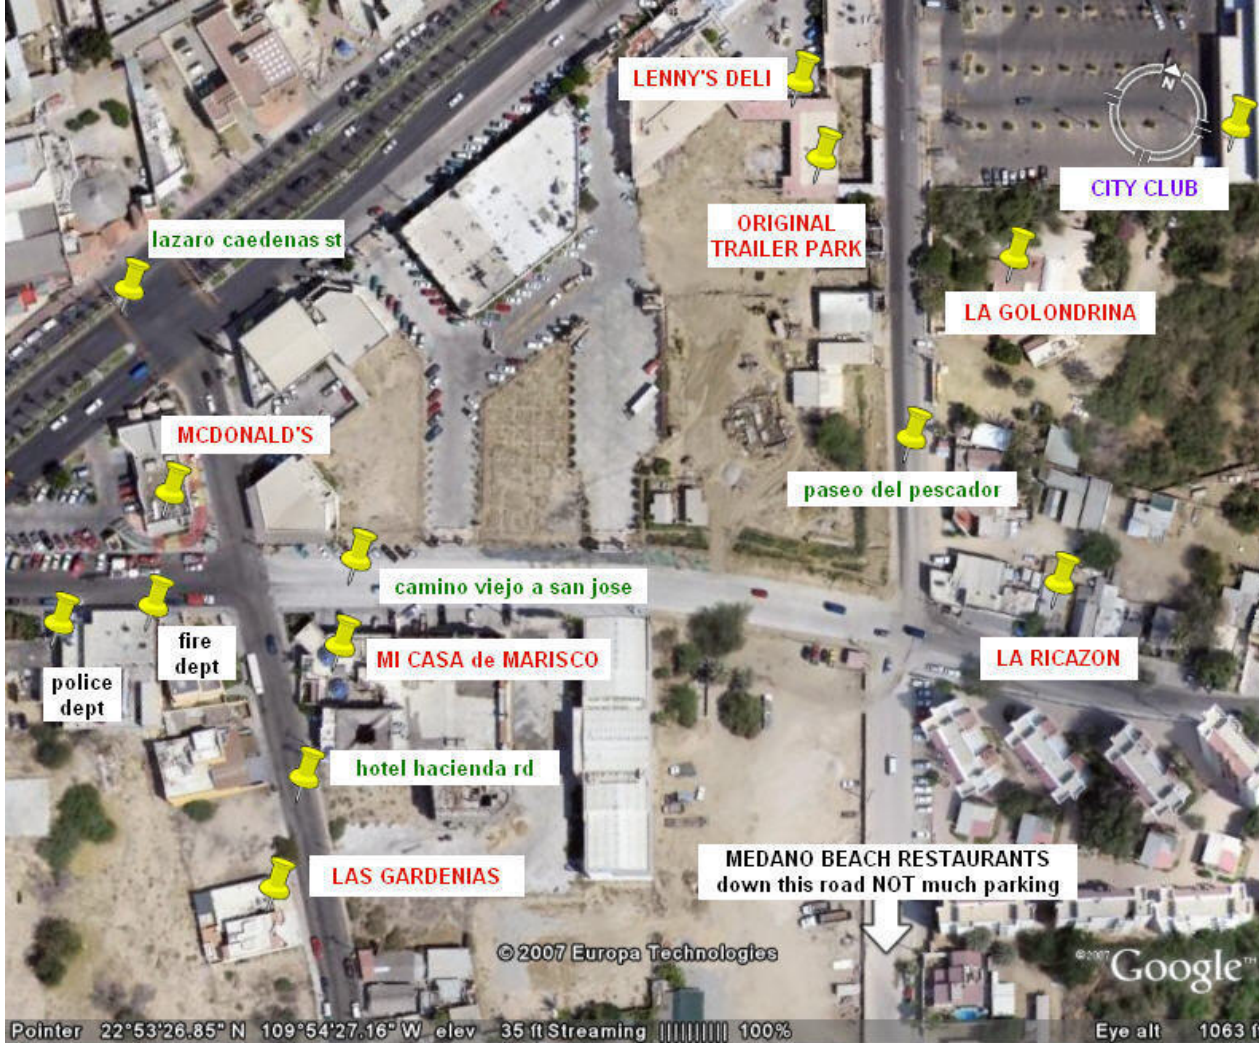 LENNY'S DELI
N
CITY CLUB
ORIGINAL
TRAILER PARK
lazaro caedenas st
LA GOLONDRINA
MCDONALD'S
paseo del pescador
camino viejo a san jose
fire
dept
MI CASA de MARISCO
LA RICAZON
police
dept
hotel hacienda rd
MEDANO BEACH RESTAURANTS
down this road NOT much parking
LAS GARDENIAS
© 2007 Europa Technologies
©2007 Google™
Pointer 22°53'26.85" N 109°54'27.16" W elev 35 ft Streaming |||||||||| 100% Eye alt 1063 ft